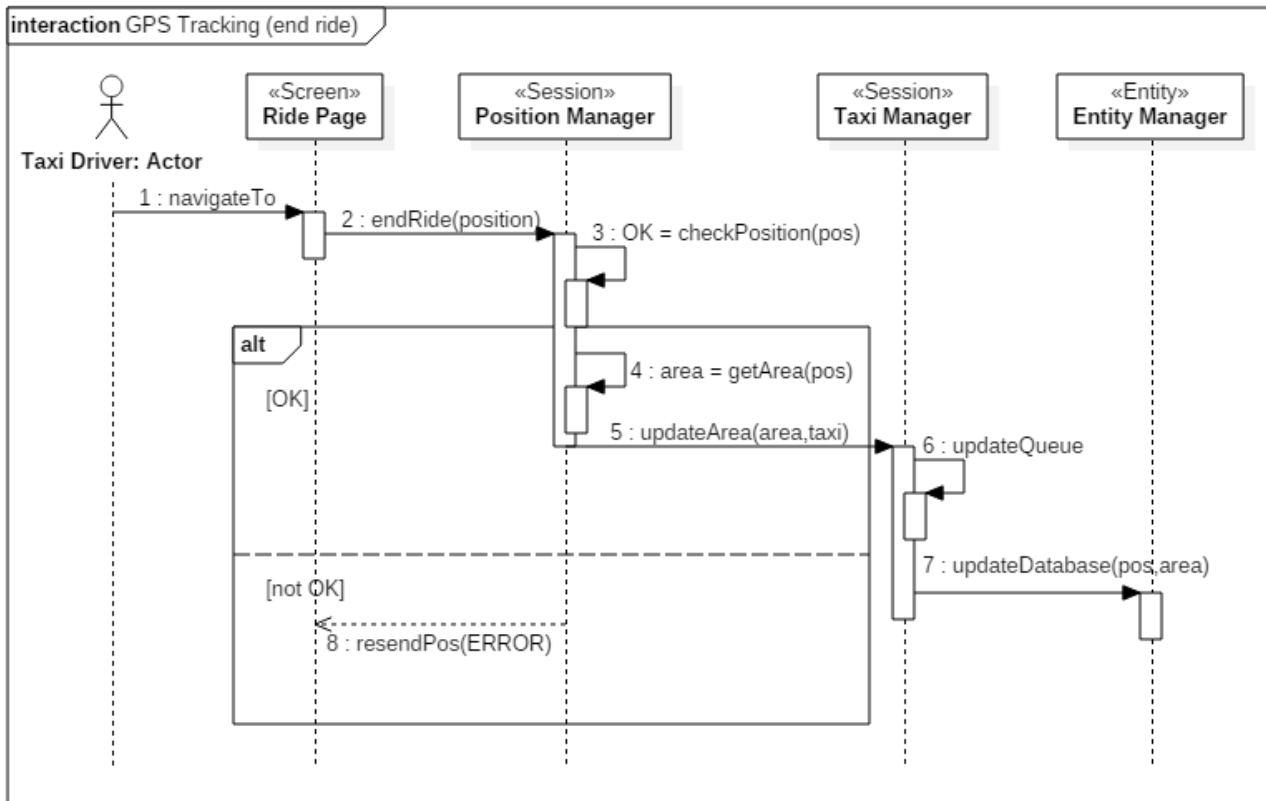 interaction GPS Tracking (end ride)
«Screen»
Ride Page
«Session»
Position Manager
«Session»
Taxi Manager
«Entity»
Entity Manager
Taxi Driver: Actor
1 : navigateTo
2 : endRide(position)
3 : OK = checkPosition(pos)
alt
[OK]
4 : area = getArea(pos)
5 : updateArea(area,taxi)
6 : updateQueue
7 : updateDatabase(pos,area)
[not OK]
8 : resendPos(ERROR)